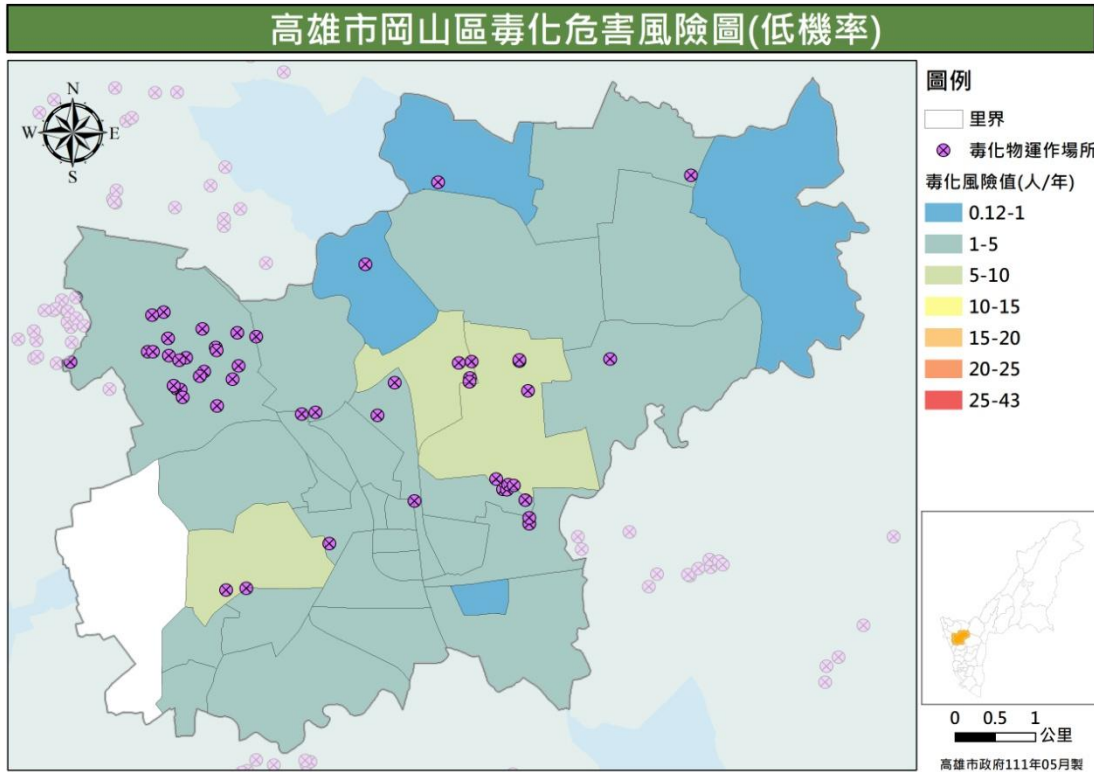 高雄市岡山區毒化危害風險圖(低機率)
N
W
E
S
圖例
里界
毒化物運作場所
毒化風險值(人/年)
0.12-1
1-5
5-10
10-15
15-20
20-25
25-43
0 0.5 1
公里
高雄市政府111年05月製